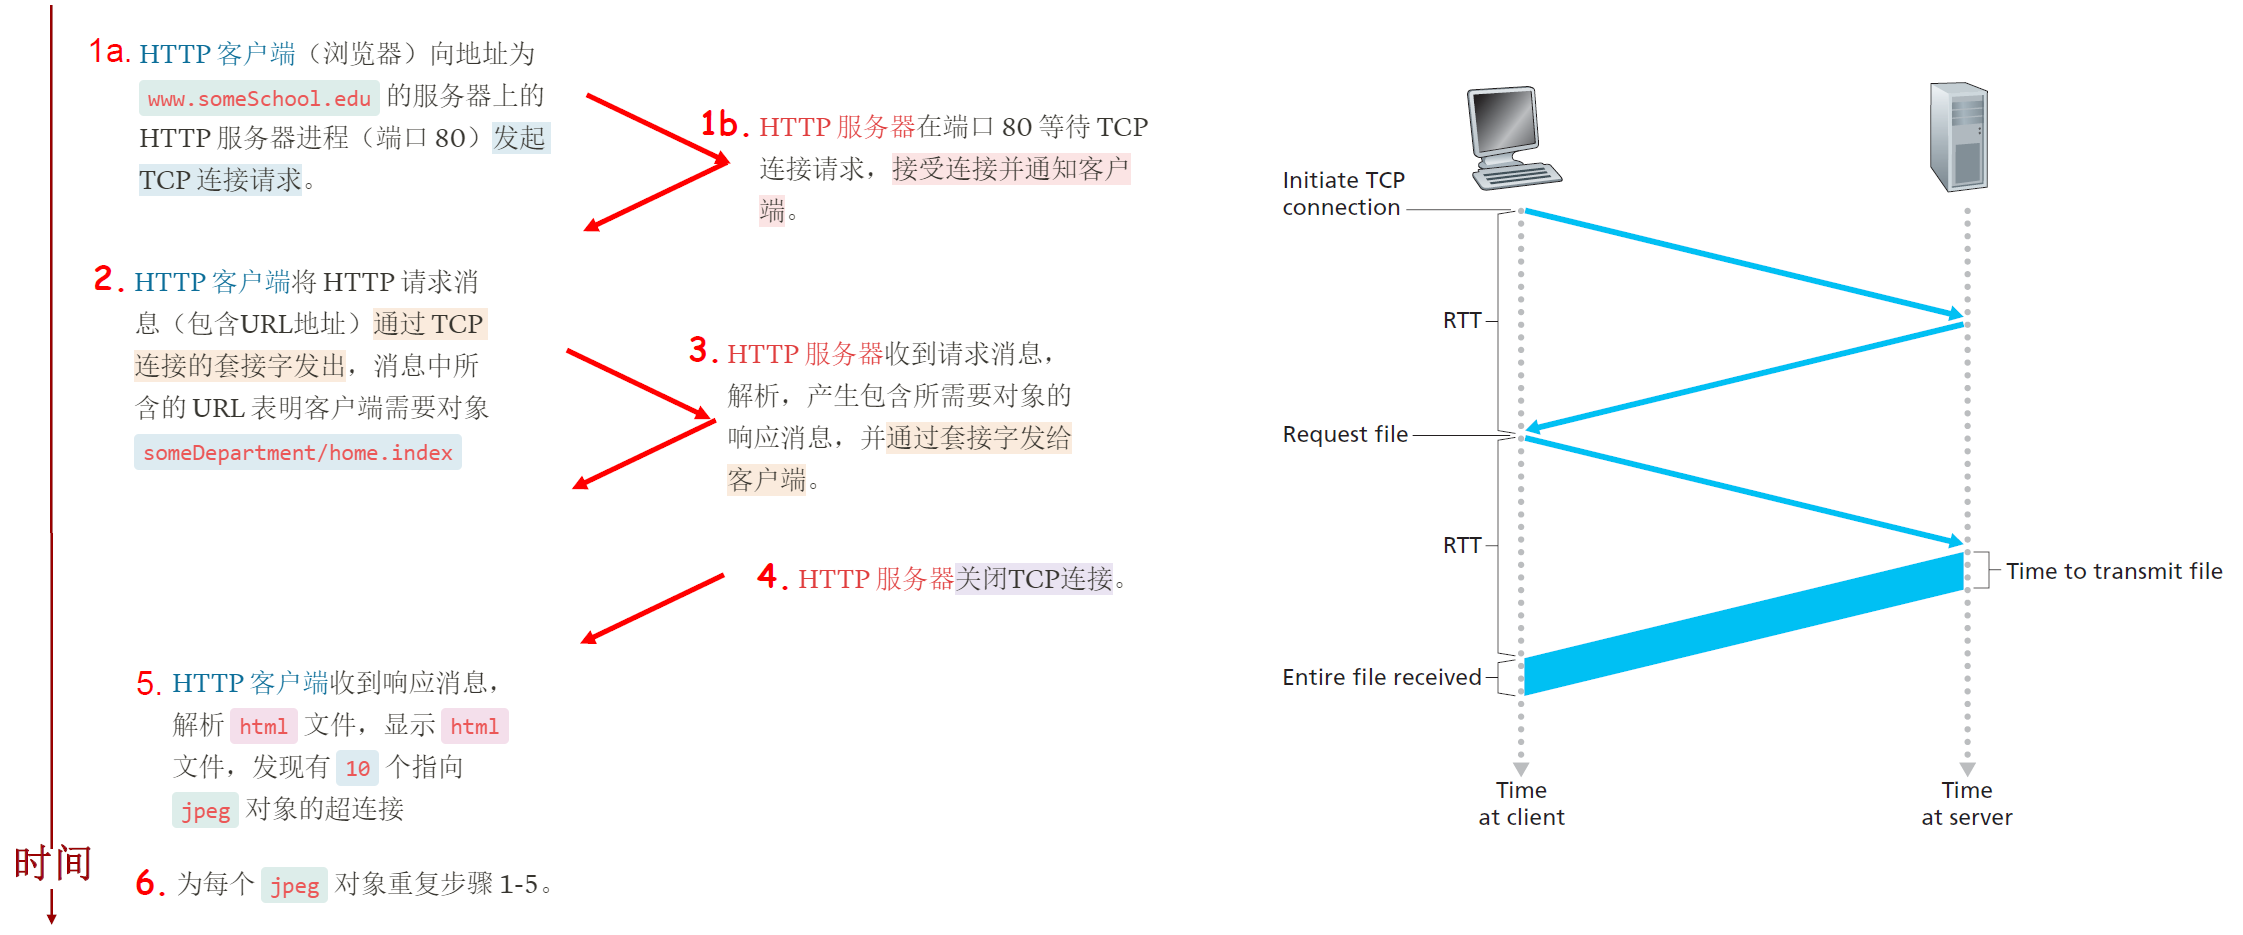 1a. HTTP 客户端（浏览器）向地址为
www.someSchool.edu 的服务器上的
HTTP 服务器进程（端口 80）发起
TCP 连接请求。
1b. HTTP 服务器在端口 80 等待 TCP
连接请求，接受连接并通知客户
端。
2. HTTP 客户端将 HTTP 请求消
息（包含URL地址）通过 TCP
连接的套接字发出，消息中所
含的 URL 表明客户端需要对象
someDepartment/home.index
3. HTTP 服务器收到请求消息，
解析，产生包含所需要对象的
响应消息，并通过套接字发给
客户端。
4. HTTP 服务器关闭TCP连接。
5. HTTP 客户端收到响应消息，
解析 html 文件，显示 html
文件，发现有 10 个指向
jpeg 对象的超连接
6. 为每个 jpeg 对象重复步骤 1-5。
时间
Initiate TCP
connection
RTT
Request file
RTT
Time to transmit file
Entire file received
Time
at client
Time
at server